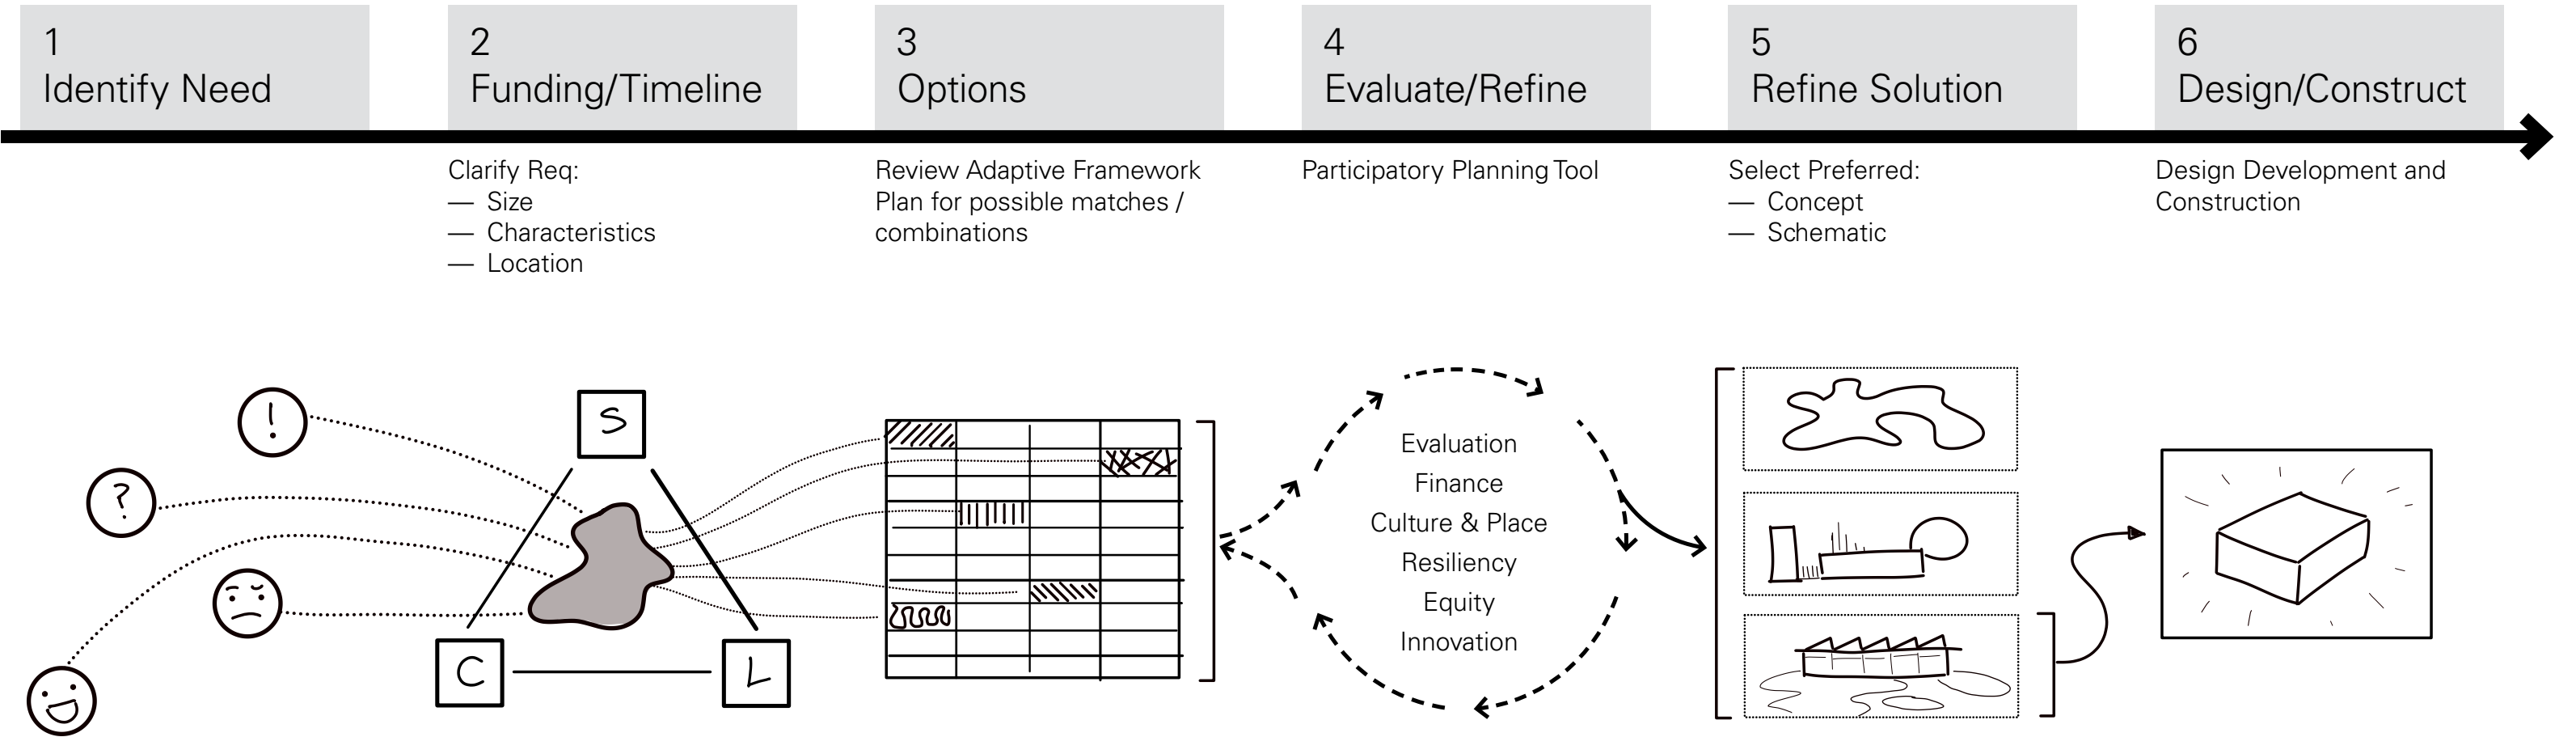 1
Identify Need
2
Funding/Timeline
3
Options
4
Evaluate/Refine
5
Refine Solution
6
Design/Construct
Clarify Req:
— Size
— Characteristics
— Location
Review Adaptive Framework
Plan for possible matches /
combinations
Participatory Planning Tool
Select Preferred:
— Concept
— Schematic
Design Development and
Construction
!
?
S
C
L
Evaluation
Finance
Culture & Place
Resiliency
Equity
Innovation